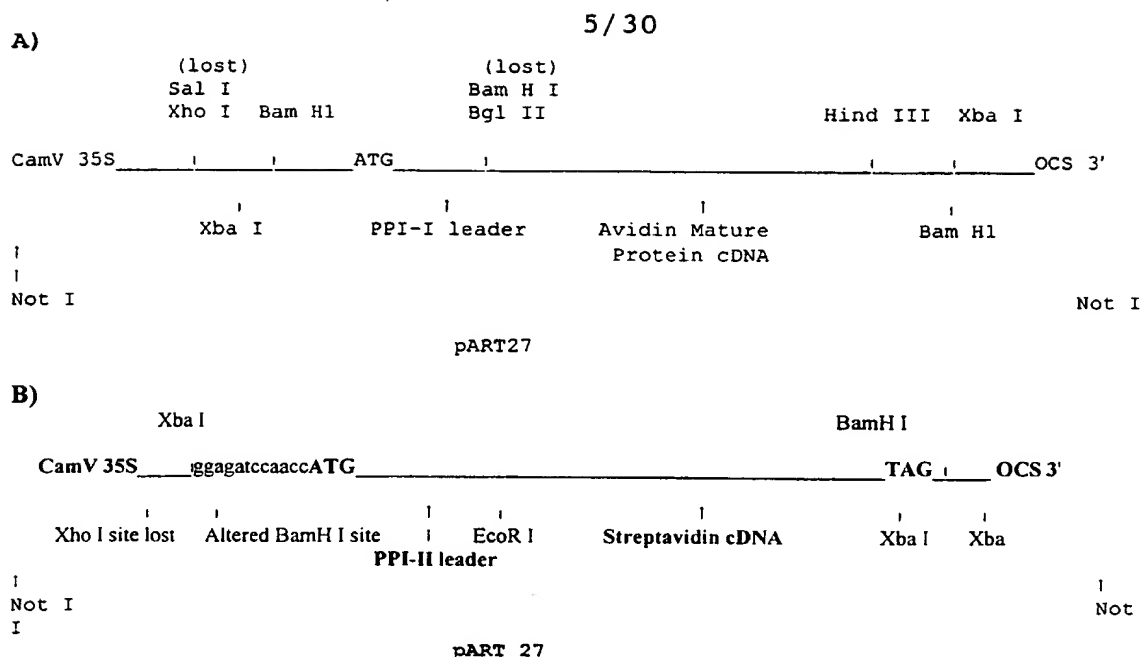 5/30
A)
(lost) (lost)
Sal I Bam H I
Xho I Bam H1 Bgl II Hind III Xba I
CamV 35S ATG OCS 3'
Xba I PPI-I leader Avidin Mature Bam H1
Protein cDNA
Not I Not I
pART27
B)
Xba I BamH I
CamV 35S ggagatccaaccATG TAG OCS 3'
Xho I site lost Altered BamH I site EcoR I Streptavidin cDNA Xba I Xba
PPI-II leader
Not I Not
I
pART 27